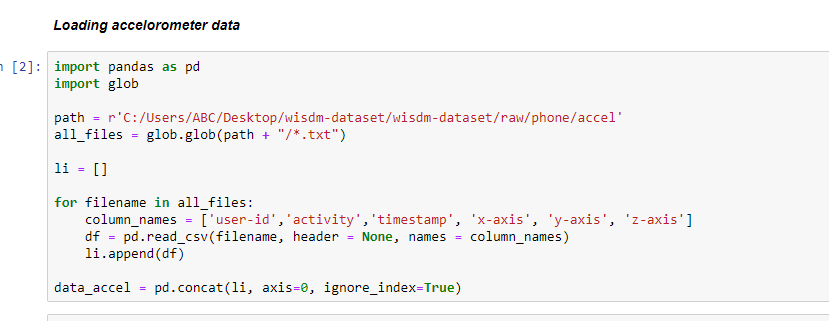 Loading accelorometer data
[2]: import pandas as pd
import glob
path = r'C:/Users/ABC/Desktop/wisdm-dataset/wisdm-dataset/raw/phone/accel'
all_files = glob.glob(path + "/*.txt")
li = []
for filename in all_files:
    column_names = ['user-id','activity','timestamp', 'x-axis', 'y-axis', 'z-axis']
    df = pd.read_csv(filename, header = None, names = column_names)
    li.append(df)
data_accel = pd.concat(li, axis=0, ignore_index=True)